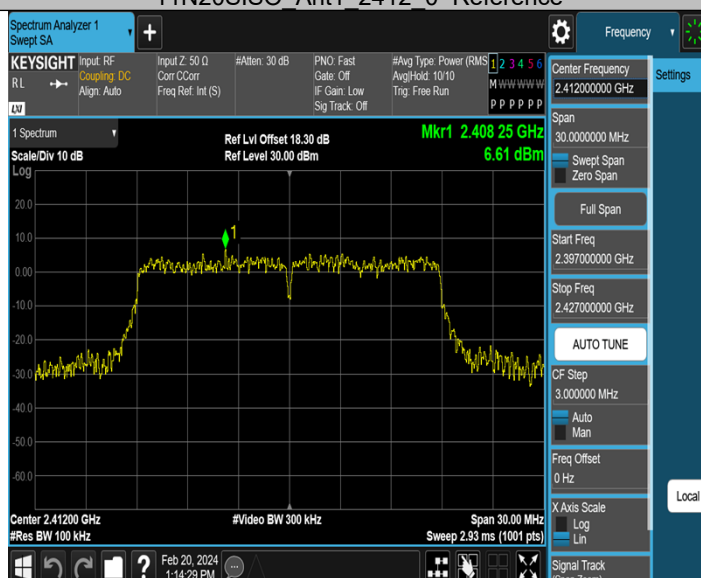 11N20SISO_Ant1_2412_0~Reference
Spectrum Analyzer 1
Swept SA
Frequency
KEYSIGHT
Input: RF
Coupling: DC
Align: Auto
Input Z: 50 Ω
Corr CCorr
Freq Ref: Int (S)
#Atten: 30 dB
PNO: Fast
Gate: Off
IF Gain: Low
Sig Track: Off
#Avg Type: Power (RMS
Avg|Hold: 10/10
Trig: Free Run
1 2 3 4 5 6
M W W W W W
P P P P P P
R L
LXI
1 Spectrum
Scale/Div 10 dB
Log
Ref Lvl Offset 18.30 dB
Ref Level 30.00 dBm
Mkr1 2.408 25 GHz
6.61 dBm
20.0
10.0
0.00
-10.0
-20.0
-30.0
-40.0
-50.0
-60.0
1
Center 2.41200 GHz
#Res BW 100 kHz
#Video BW 300 kHz
Span 30.00 MHz
Sweep 2.93 ms (1001 pts)
Feb 20, 2024
1:14:29 PM
Center Frequency
2.412000000 GHz
Span
30.0000000 MHz
Swept Span
Zero Span
Full Span
Start Freq
2.397000000 GHz
Stop Freq
2.427000000 GHz
AUTO TUNE
CF Step
3.000000 MHz
Auto
Man
Freq Offset
0 Hz
X Axis Scale
Log
Lin
Signal Track
(Span Zoom)
Settings
Local